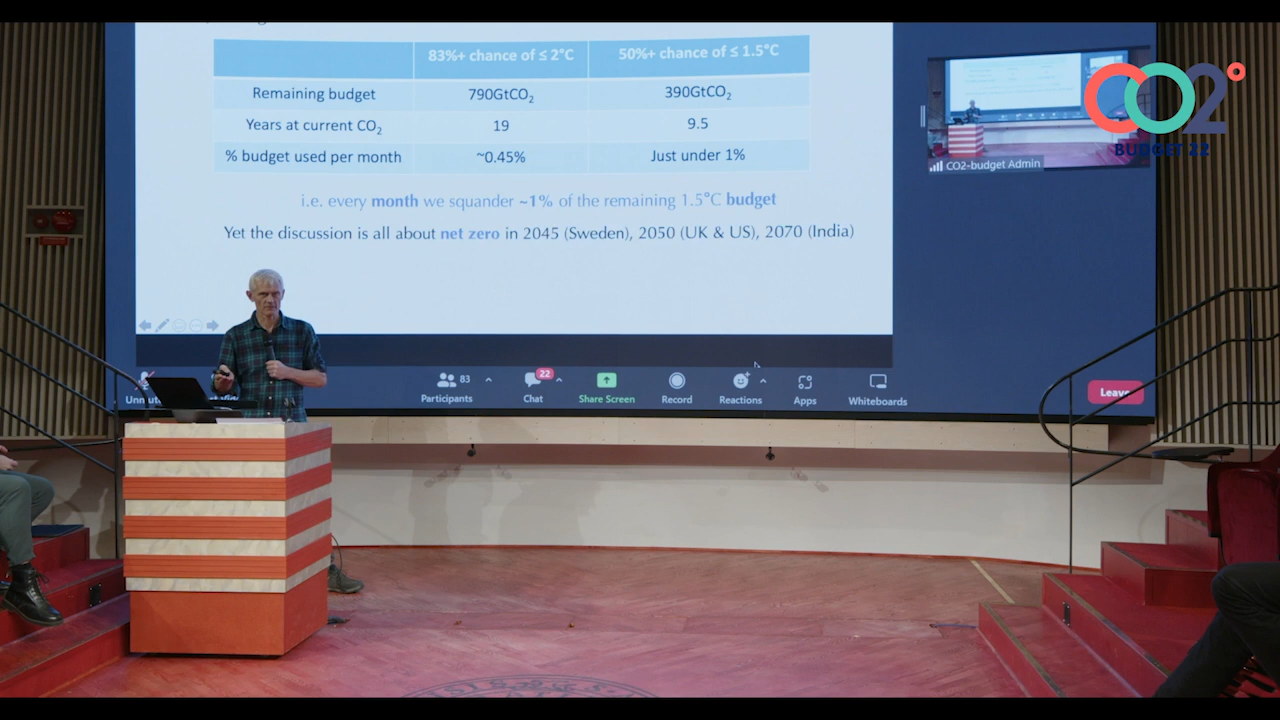 83%+ chance of ≤ 2°C 50%+ chance of ≤ 1.5°C
Remaining budget 790GtCO₂ 390GtCO₂
Years at current CO₂ 19 9.5
% budget used per month ~0.45% Just under 1%
i.e. every month we squander ~1% of the remaining 1.5°C budget
Yet the discussion is all about net zero in 2045 (Sweden), 2050 (UK & US), 2070 (India)
CO2°
BUDGET 22
CO2-budget Admin
83
22
Participants Chat Share Screen Record Reactions Apps Whiteboards
Leave